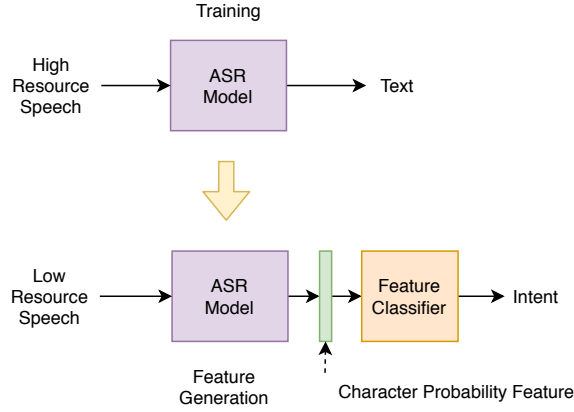 Training
High
Resource
Speech
ASR
Model
Text
Low
Resource
Speech
ASR
Model
Feature
Classifier
Intent
Feature
Generation
Character Probability Feature